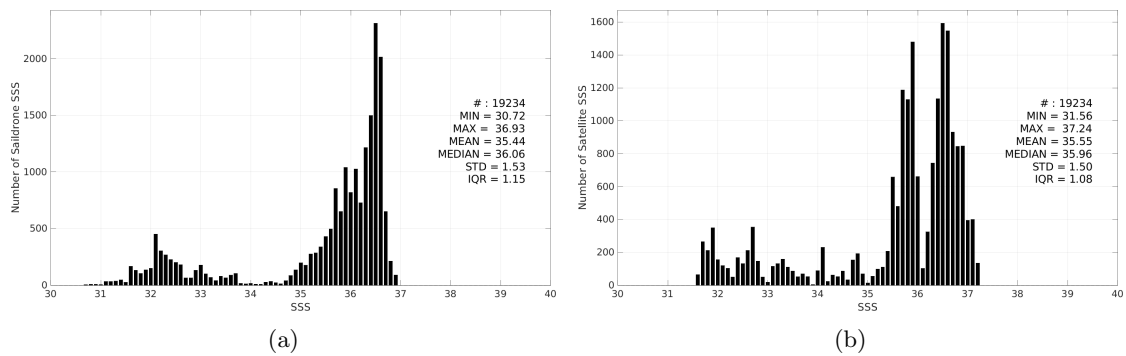 Number of Saildrone SSS
2000
1500
1000
500
0
# : 19234
MIN = 30.72
MAX = 36.93
MEAN = 35.44
MEDIAN = 36.06
STD = 1.53
IQR = 1.15
30 31 32 33 34 35 36 37 38 39 40
SSS
(a)
Number of Satellite SSS
1600
1400
1200
1000
800
600
400
200
0
# : 19234
MIN = 31.56
MAX = 37.24
MEAN = 35.55
MEDIAN = 35.96
STD = 1.50
IQR = 1.08
30 31 32 33 34 35 36 37 38 39 40
SSS
(b)